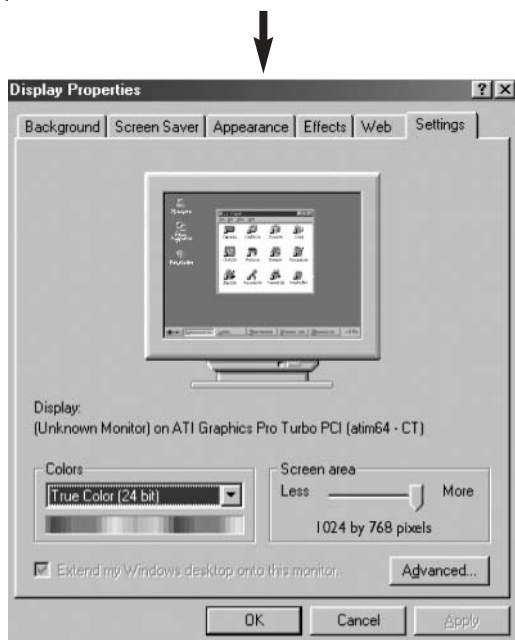 Display Properties
Background Screen Saver Appearance Effects Web Settings
Display:
(Unknown Monitor) on ATI Graphics Pro Turbo PCI (atim64 - CT)
Colors
True Color (24 bit)
Screen area
Less More
1024 by 768 pixels
Extend my Windows desktop onto this monitor.
Advanced...
OK Cancel Apply